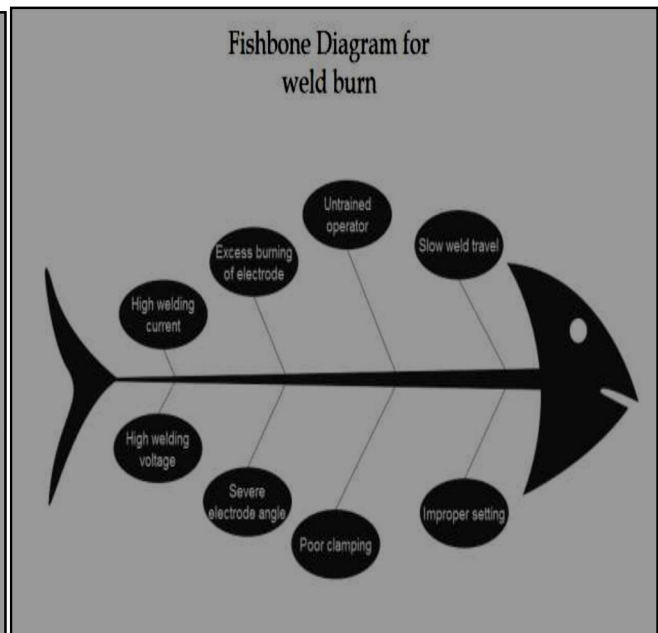 Fishbone Diagram for
weld burn
Untrained
operator
Slow weld travel
Excess burning
of electrode
High welding
current
High welding
voltage
Severe
electrode angle
Poor clamping
Improper setting